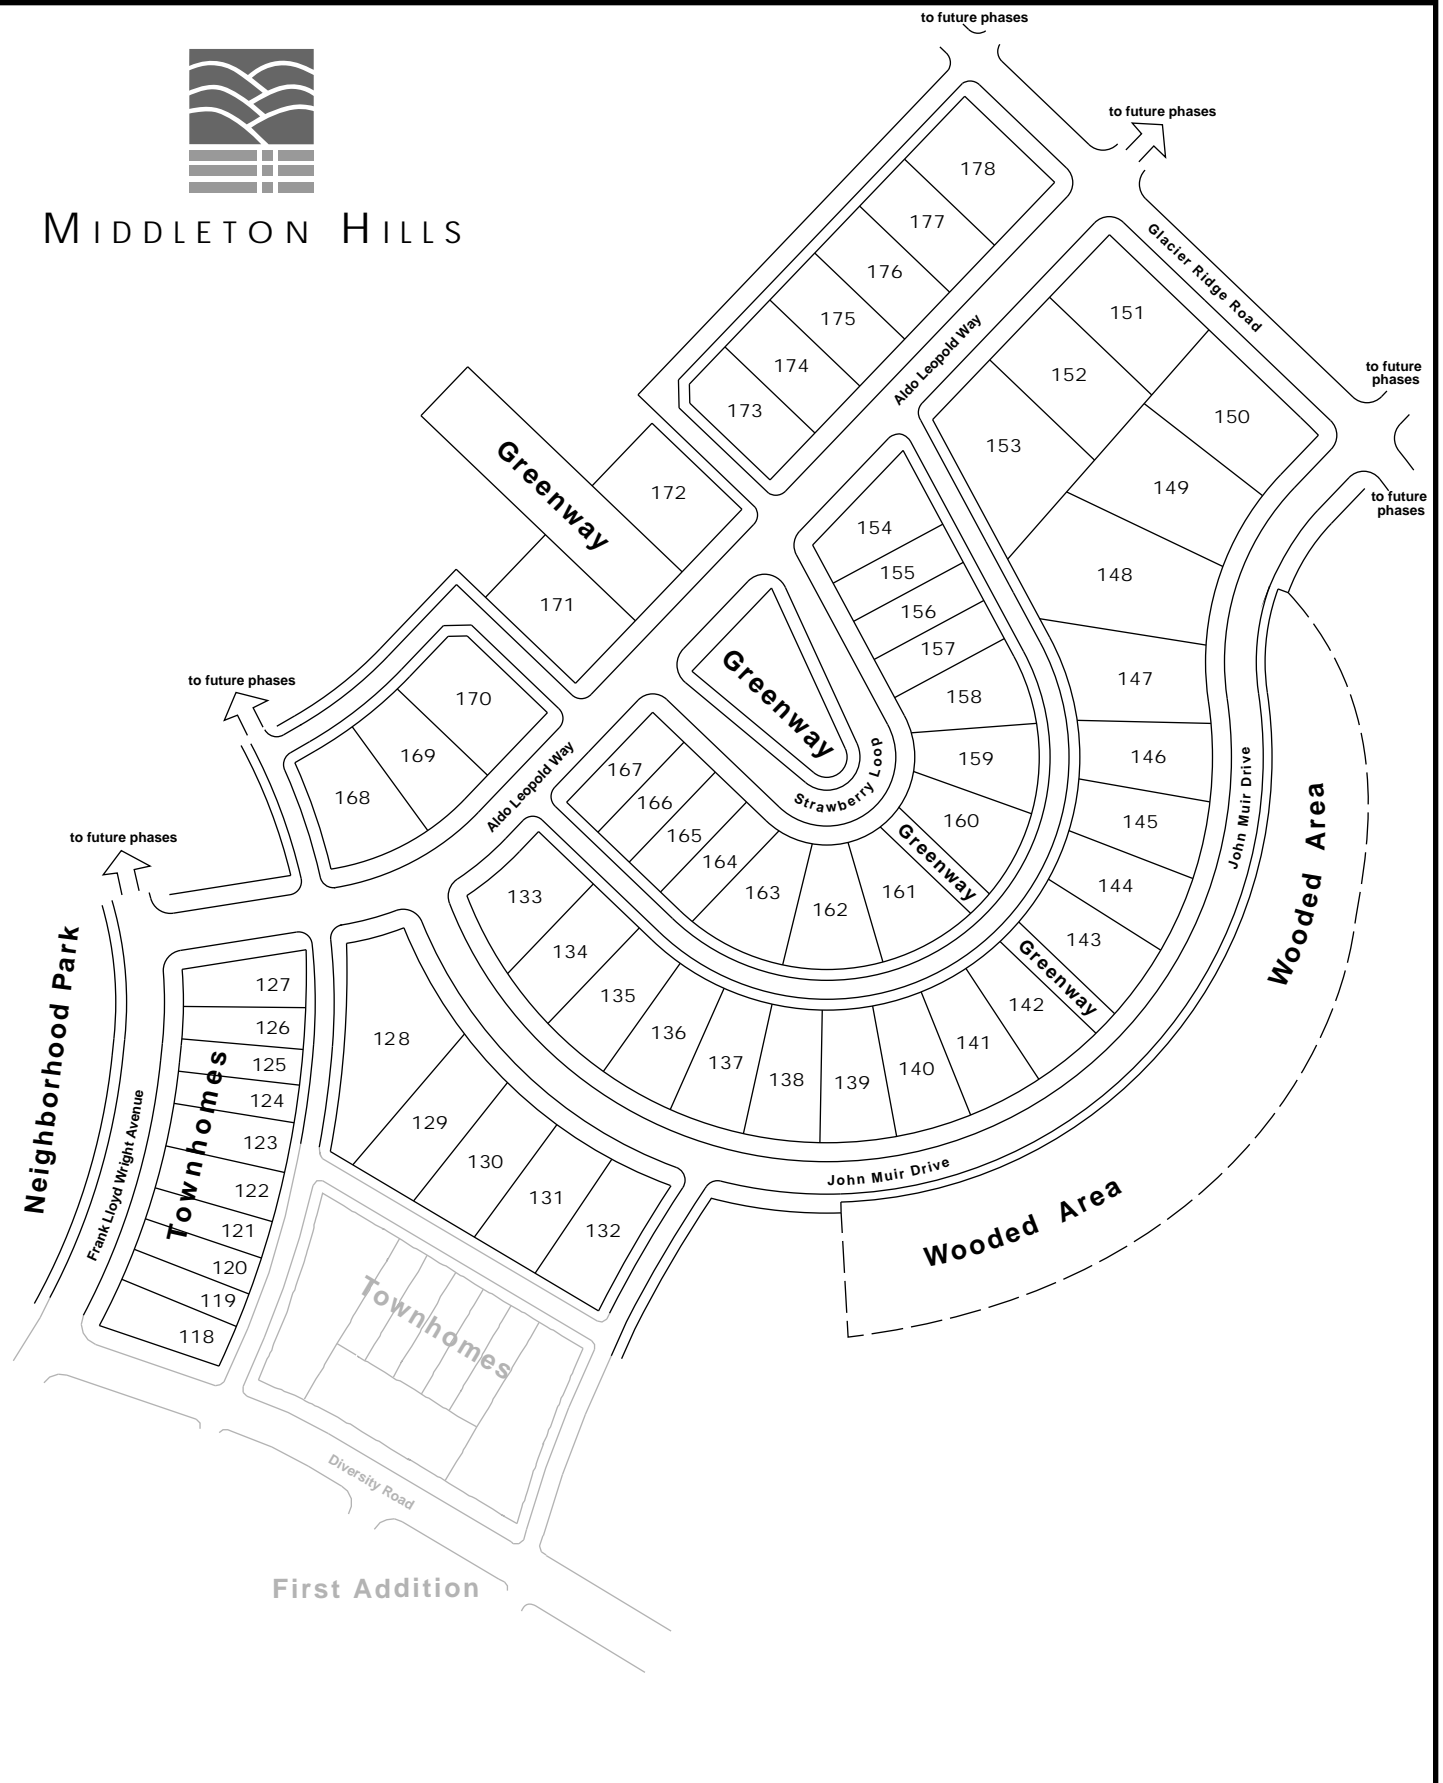 to future phases
MIDDLETON HILLS
to future phases
178
177
176
175
174
173
Glacier Ridge Road
Aldo Leopold Way
151
152
153
150
149
148
to future
phases
to future
phases
Greenway
172
171
154
155
156
157
158
159
160
Greenway
Strawberry Loop
147
146
145
144
143
John Muir Drive
Wooded Area
to future phases
170
169
168
Aldo Leopold Way
167
166
165
164
163
162
161
Greenway
Greenway
to future phases
133
134
135
136
137
138
139
140
141
142
Neighborhood Park
Frank Lloyd Wright Avenue
127
126
125
124
123
122
121
120
119
118
Townhomes
128
129
130
131
132
John Muir Drive
Wooded Area
Townhomes
Diversity Road
First Addition